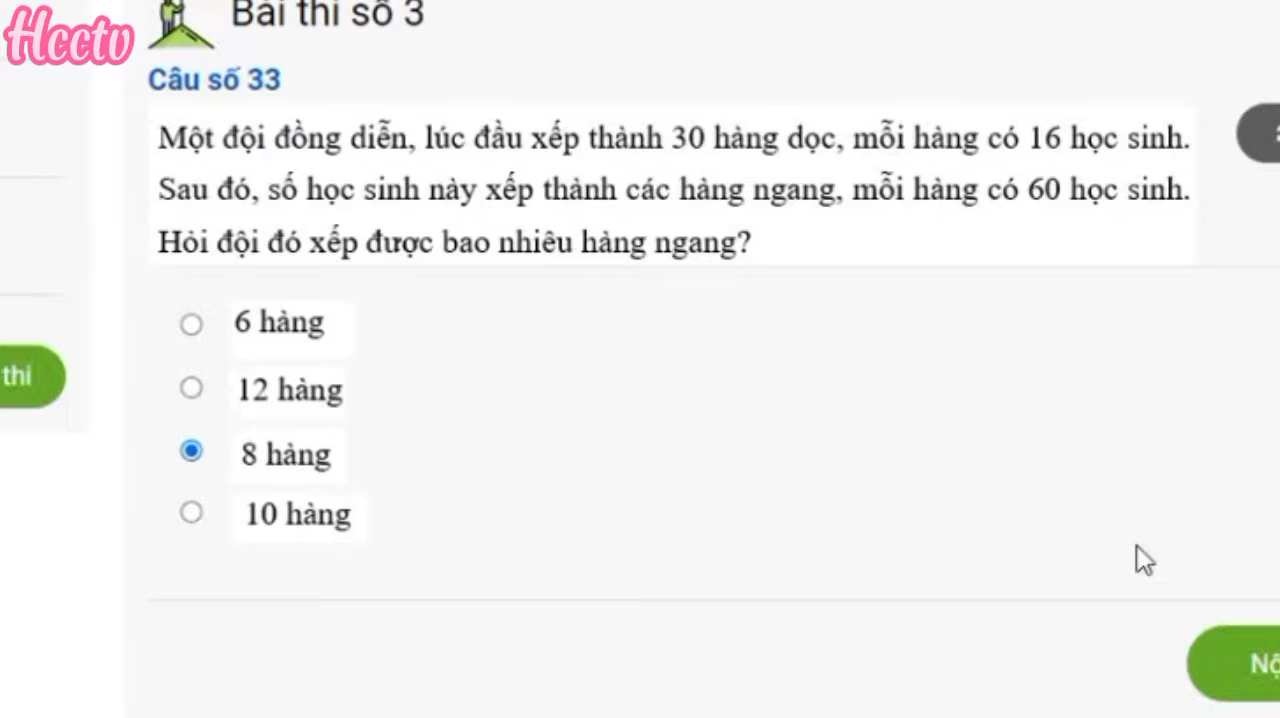 Hcctv
Bài thi số 3
Câu số 33
Một đội đồng diễn, lúc đầu xếp thành 30 hàng dọc, mỗi hàng có 16 học sinh.
Sau đó, số học sinh này xếp thành các hàng ngang, mỗi hàng có 60 học sinh.
Hỏi đội đó xếp được bao nhiêu hàng ngang?
6 hàng
thi
12 hàng
8 hàng
10 hàng